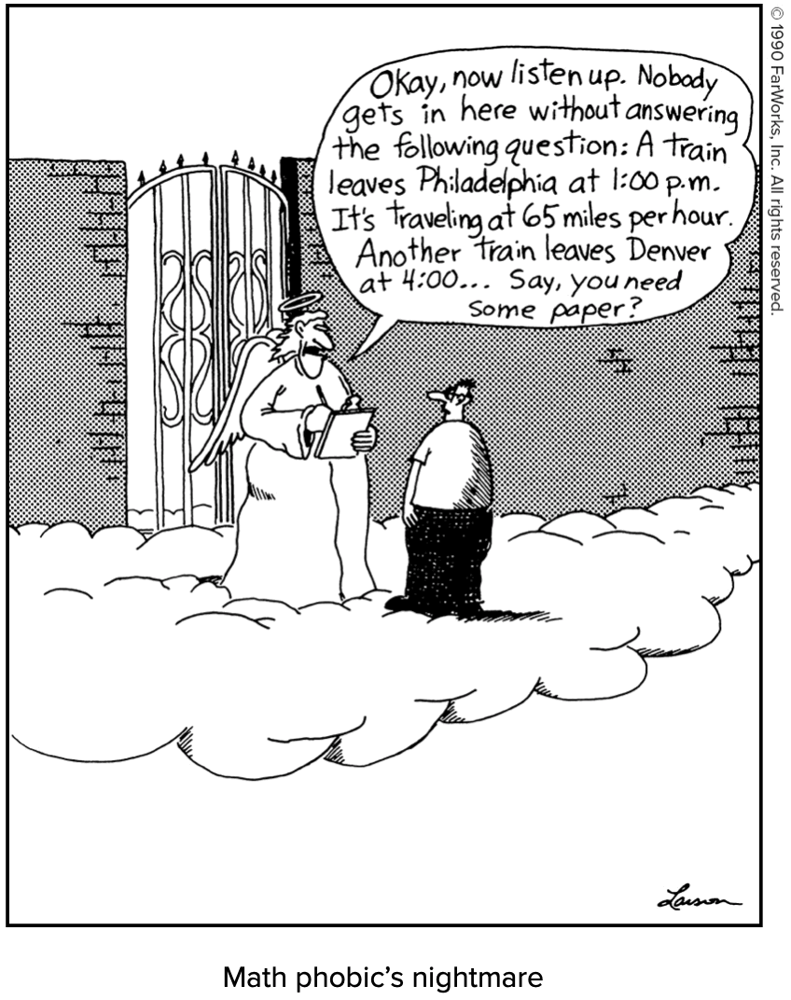 Okay, now listen up. Nobody
gets in here without answering
the following question: A train
leaves Philadelphia at 1:00 p.m.
It's traveling at 65 miles per hour.
Another train leaves Denver
at 4:00... Say, you need
some paper?
© 1990 FarWorks, Inc. All rights reserved.
Larson
Math phobic's nightmare